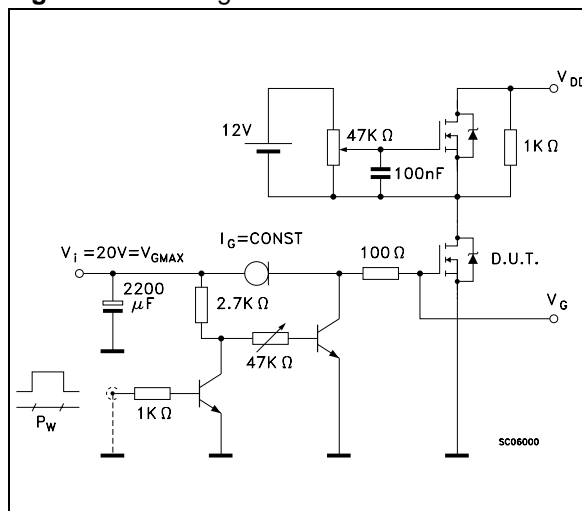 V_DD
12V
47K Ω
100nF
1K Ω
V_i =20V=V_GMAX
I_G=CONST
100 Ω
D.U.T.
2200
μF
2.7K Ω
V_G
47K Ω
1K Ω
P_W
SC06000